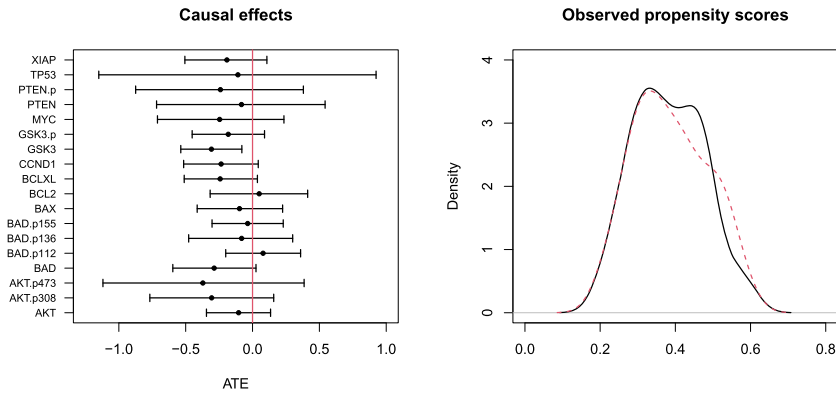 Causal effects
XIAP
TP53
PTEN.p
PTEN
MYC
GSK3.p
GSK3
CCND1
BCLXL
BCL2
BAX
BAD.p155
BAD.p136
BAD.p112
BAD
AKT.p473
AKT.p308
AKT
−1.0 −0.5 0.0 0.5 1.0
ATE
Observed propensity scores
4
3
2
1
0
Density
0.0 0.2 0.4 0.6 0.8